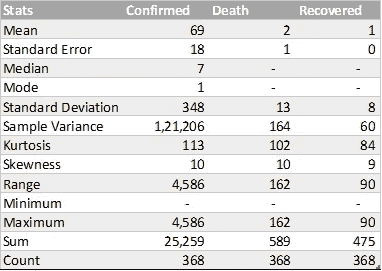 Stats Confirmed Death Recovered
Mean 69 2 1
Standard Error 18 1 0
Median 7 - -
Mode 1 - -
Standard Deviation 348 13 8
Sample Variance 1,21,206 164 60
Kurtosis 113 102 84
Skewness 10 10 9
Range 4,586 162 90
Minimum - - -
Maximum 4,586 162 90
Sum 25,259 589 475
Count 368 368 368